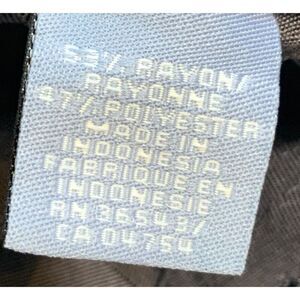 53% RAYON/
RAYONNE
47% POLYESTER
MADE IN
INDONESIA
FABRIQUE EN
INDONESIE
RN 36543/
CA 04754